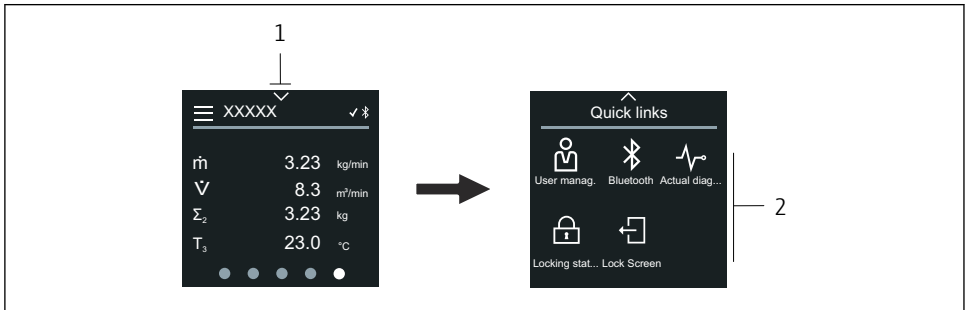 1
XXXXX
ṁ 3.23 kg/min
V̇ 8.3 m³/min
Σ₂ 3.23 kg
T₃ 23.0 °C
Quick links
User manag. Bluetooth Actual diag...
Locking stat... Lock Screen
2